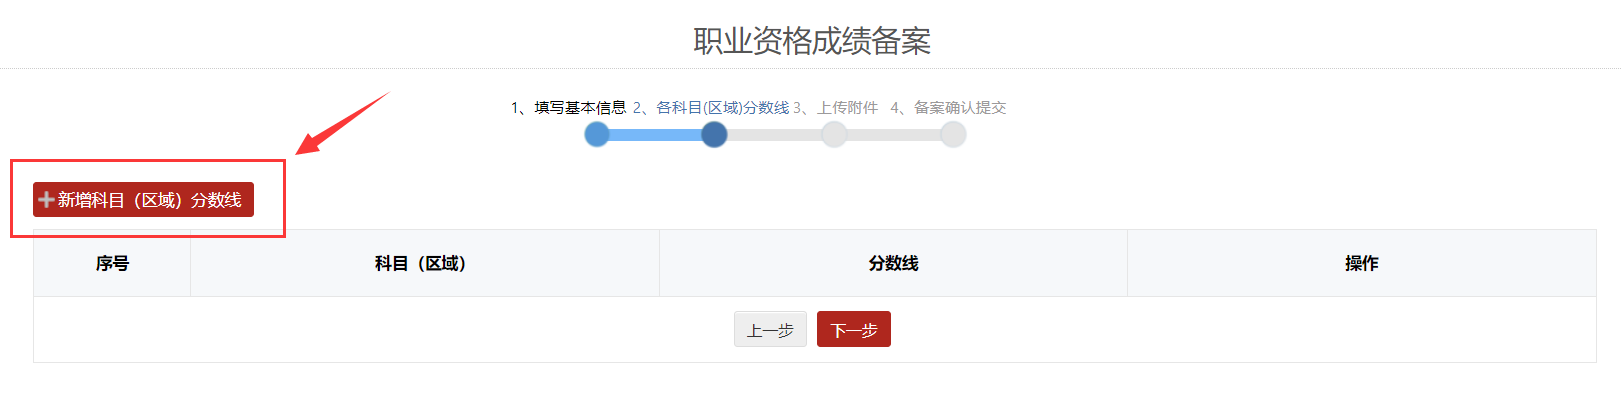 职业资格成绩备案
1、填写基本信息 2、各科目(区域)分数线 3、上传附件 4、备案确认提交
新增科目（区域）分数线
序号 科目（区域） 分数线 操作
上一步 下一步